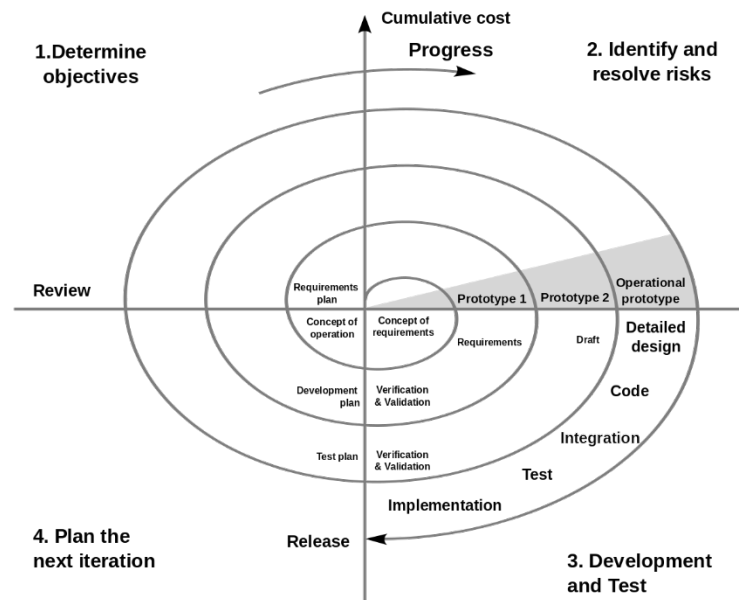 Cumulative cost
1.Determine
objectives
Progress
2. Identify and
resolve risks
Review
Requirements
plan
Prototype 1
Prototype 2
Operational
prototype
Concept of
operation
Concept of
requirements
Requirements
Draft
Detailed
design
Development
plan
Verification
& Validation
Code
Test plan
Verification
& Validation
Integration
Test
Implementation
4. Plan the
next iteration
Release
3. Development
and Test